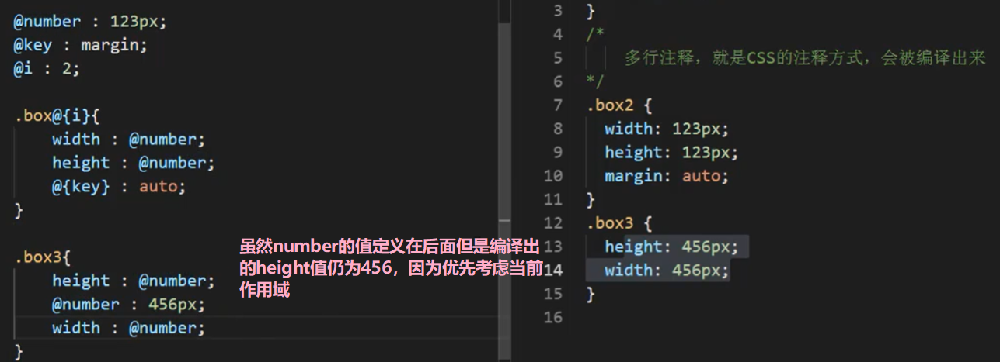 @number : 123px;
@key : margin;
@i : 2;
.box@{i}{
width : @number;
height : @number;
@{key} : auto;
}
.box3{
height : @number;
@number : 456px;
width : @number;
}
虽然number的值定义在后面但是编译出
的height值仍为456，因为优先考虑当前
作用域
3 }
4 /*
5 多行注释，就是CSS的注释方式，会被编译出来
6 */
7 .box2 {
8 width: 123px;
9 height: 123px;
10 margin: auto;
11 }
12 .box3 {
13 height: 456px;
14 width: 456px;
15 }
16